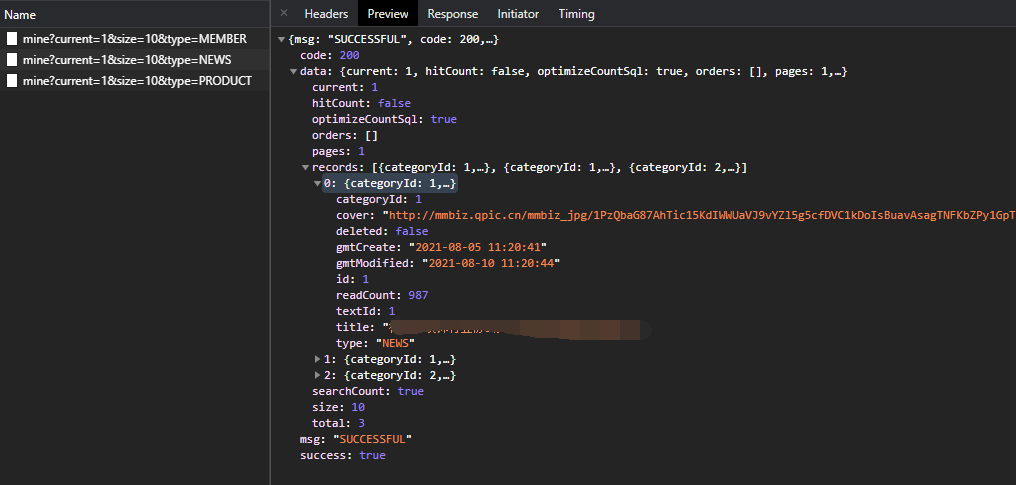 Name
mine?current=1&size=10&type=MEMBER
mine?current=1&size=10&type=NEWS
mine?current=1&size=10&type=PRODUCT
× Headers Preview Response Initiator Timing
{msg: "SUCCESSFUL", code: 200,…}
code: 200
data: {current: 1, hitCount: false, optimizeCountSql: true, orders: [], pages: 1,…}
current: 1
hitCount: false
optimizeCountSql: true
orders: []
pages: 1
records: [{categoryId: 1,…}, {categoryId: 1,…}, {categoryId: 2,…}]
0: {categoryId: 1,…}
categoryId: 1
cover: "http://mmbiz.qpic.cn/mmbiz_jpg/1PzQbaG87AhTic15KdIWWUaVJ9vYZl5g5cfDVC1kDoIsBuavAsagTNFKbZPy1GpT
deleted: false
gmtCreate: "2021-08-05 11:20:41"
gmtModified: "2021-08-10 11:20:44"
id: 1
readCount: 987
textId: 1
title: "
type: "NEWS"
1: {categoryId: 1,…}
2: {categoryId: 2,…}
searchCount: true
size: 10
total: 3
msg: "SUCCESSFUL"
success: true